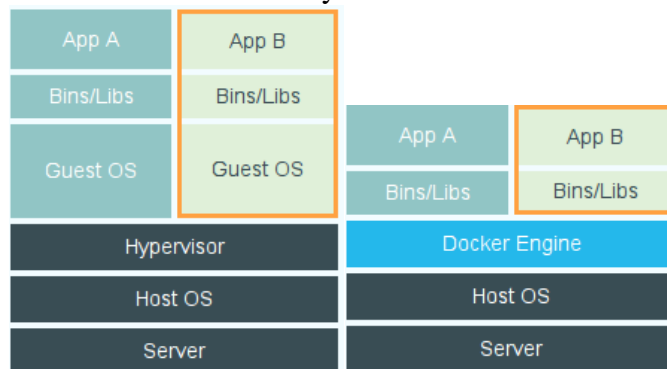 App A
App B
Bins/Libs
Bins/Libs
Guest OS
Guest OS
Hypervisor
Host OS
Server
App A
App B
Bins/Libs
Bins/Libs
Docker Engine
Host OS
Server